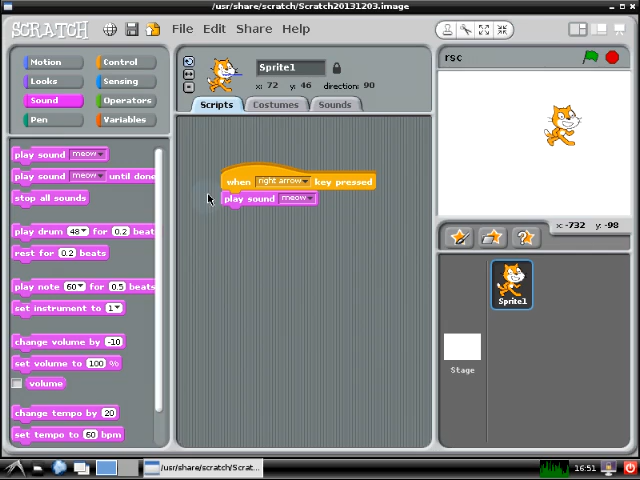 /usr/share/scratch/Scratch20131203.image
SCRATCH
File Edit Share Help
Motion Control
Looks Sensing
Sound Operators
Pen Variables
Sprite1
x: 72 y: 46 direction: 90
Scripts Costumes Sounds
rsc
play sound meow
play sound meow until done
stop all sounds
play drum 48 for 0.2 beat
rest for 0.2 beats
play note 60 for 0.5 beats
set instrument to 1
change volume by -10
set volume to 100 %
volume
change tempo by 20
set tempo to 60 bpm
when right arrow key pressed
play sound meow
x: -732 y: -98
Sprite1
Stage
/usr/share/scratch/Scrat...
16:51